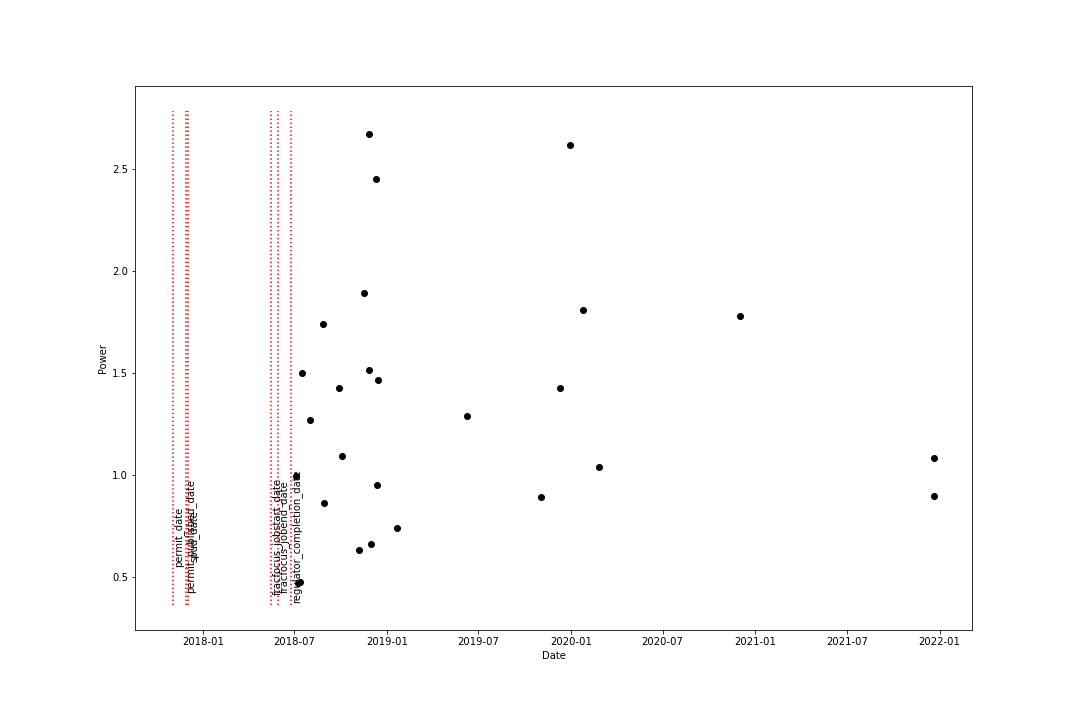 2.5
2.0
1.5
1.0
0.5
Power
permit_date
permit_published_date
spud_date
fracfocus_jobstart_date
fracfocus_jobend_date
regulator_completion_date
2018-01
2018-07
2019-01
2019-07
2020-01
2020-07
2021-01
2021-07
2022-01
Date